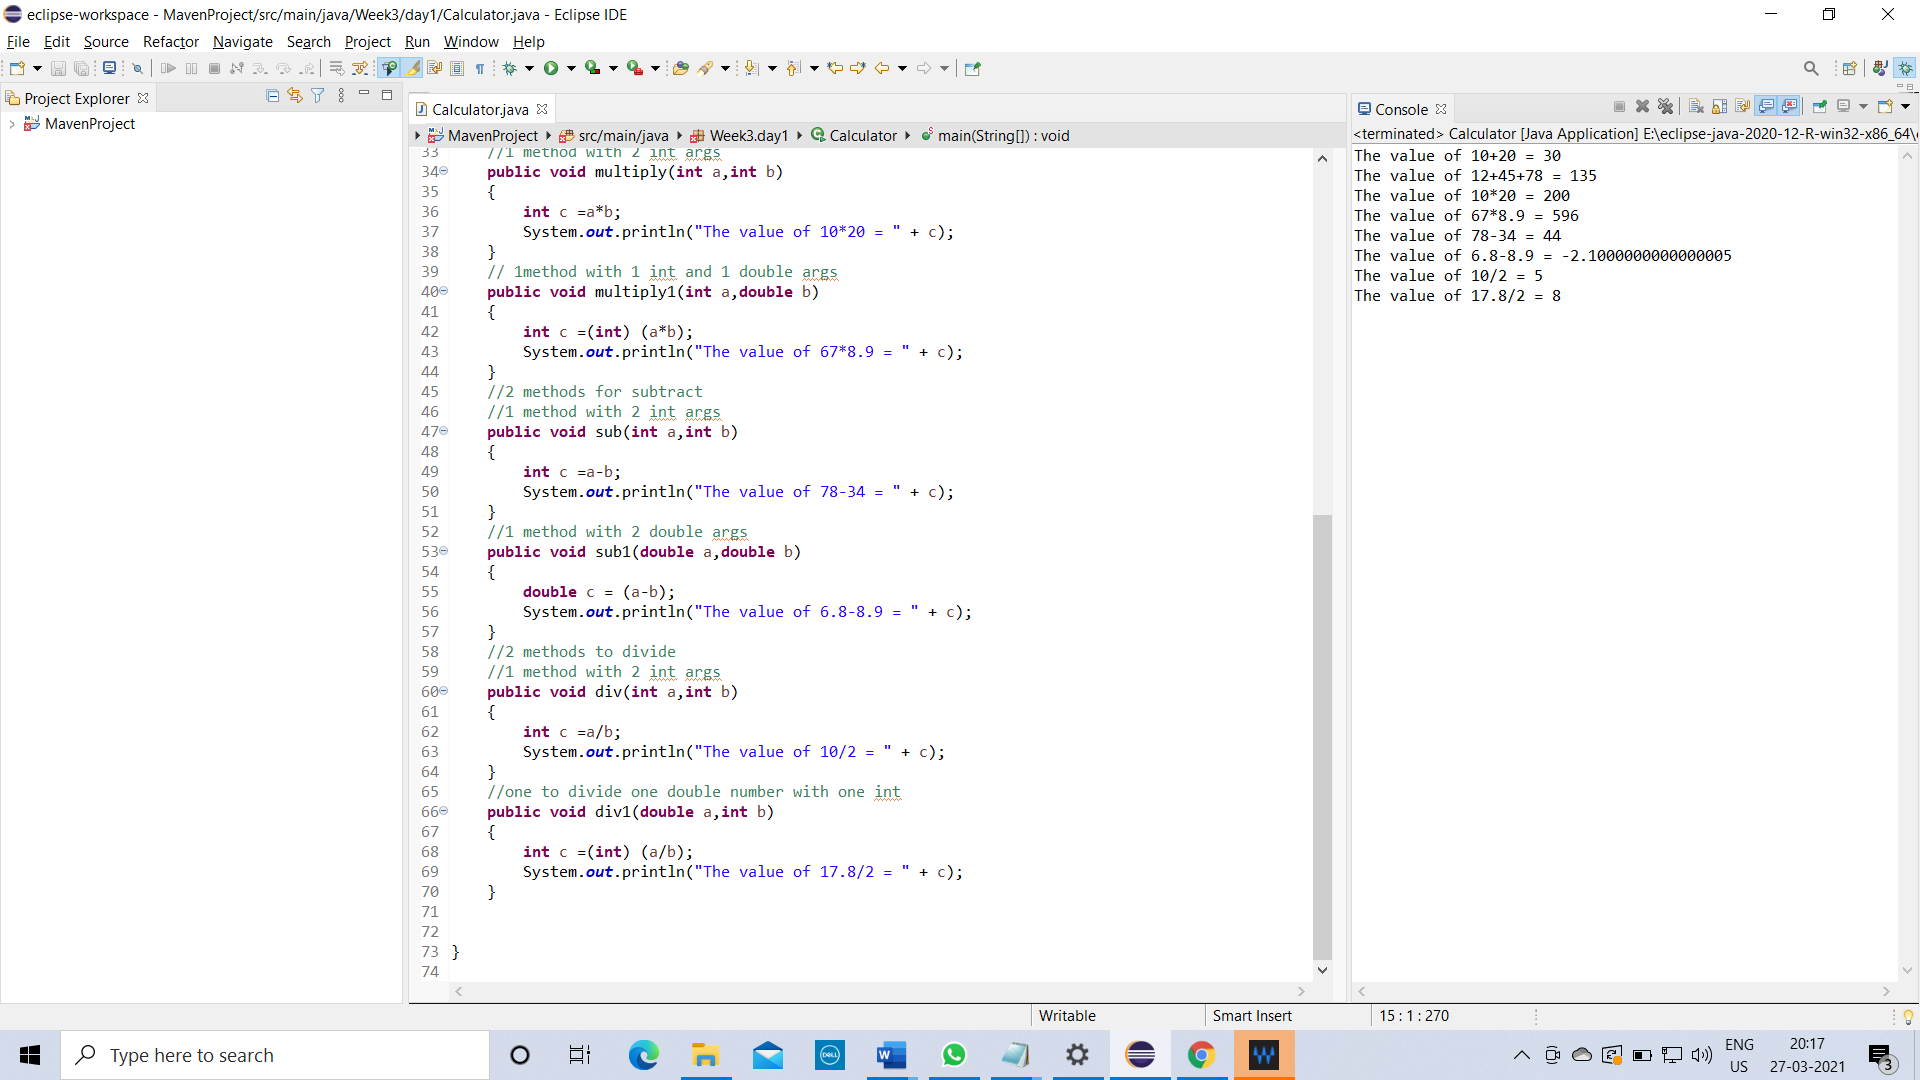 eclipse-workspace - MavenProject/src/main/java/Week3/day1/Calculator.java - Eclipse IDE
File Edit Source Refactor Navigate Search Project Run Window Help
Project Explorer
MavenProject
Calculator.java
MavenProject src/main/java Week3.day1 Calculator main(String[]) : void
33 //1 method with 2 int args
34 public void multiply(int a,int b)
35 {
36 int c =a*b;
37 System.out.println("The value of 10*20 = " + c);
38 }
39 // 1method with 1 int and 1 double args
40 public void multiply1(int a,double b)
41 {
42 int c =(int) (a*b);
43 System.out.println("The value of 67*8.9 = " + c);
44 }
45 //2 methods for subtract
46 //1 method with 2 int args
47 public void sub(int a,int b)
48 {
49 int c =a-b;
50 System.out.println("The value of 78-34 = " + c);
51 }
52 //1 method with 2 double args
53 public void sub1(double a,double b)
54 {
55 double c = (a-b);
56 System.out.println("The value of 6.8-8.9 = " + c);
57 }
58 //2 methods to divide
59 //1 method with 2 int args
60 public void div(int a,int b)
61 {
62 int c =a/b;
63 System.out.println("The value of 10/2 = " + c);
64 }
65 //one to divide one double number with one int
66 public void div1(double a,int b)
67 {
68 int c =(int) (a/b);
69 System.out.println("The value of 17.8/2 = " + c);
70 }
71
72
73 }
74
Console
<terminated> Calculator [Java Application] E:\eclipse-java-2020-12-R-win32-x86_64\
The value of 10+20 = 30
The value of 12+45+78 = 135
The value of 10*20 = 200
The value of 67*8.9 = 596
The value of 78-34 = 44
The value of 6.8-8.9 = -2.1000000000000005
The value of 10/2 = 5
The value of 17.8/2 = 8
Writable Smart Insert 15 : 1 : 270
Type here to search
DELL
W
ENG
US
20:17
27-03-2021
3